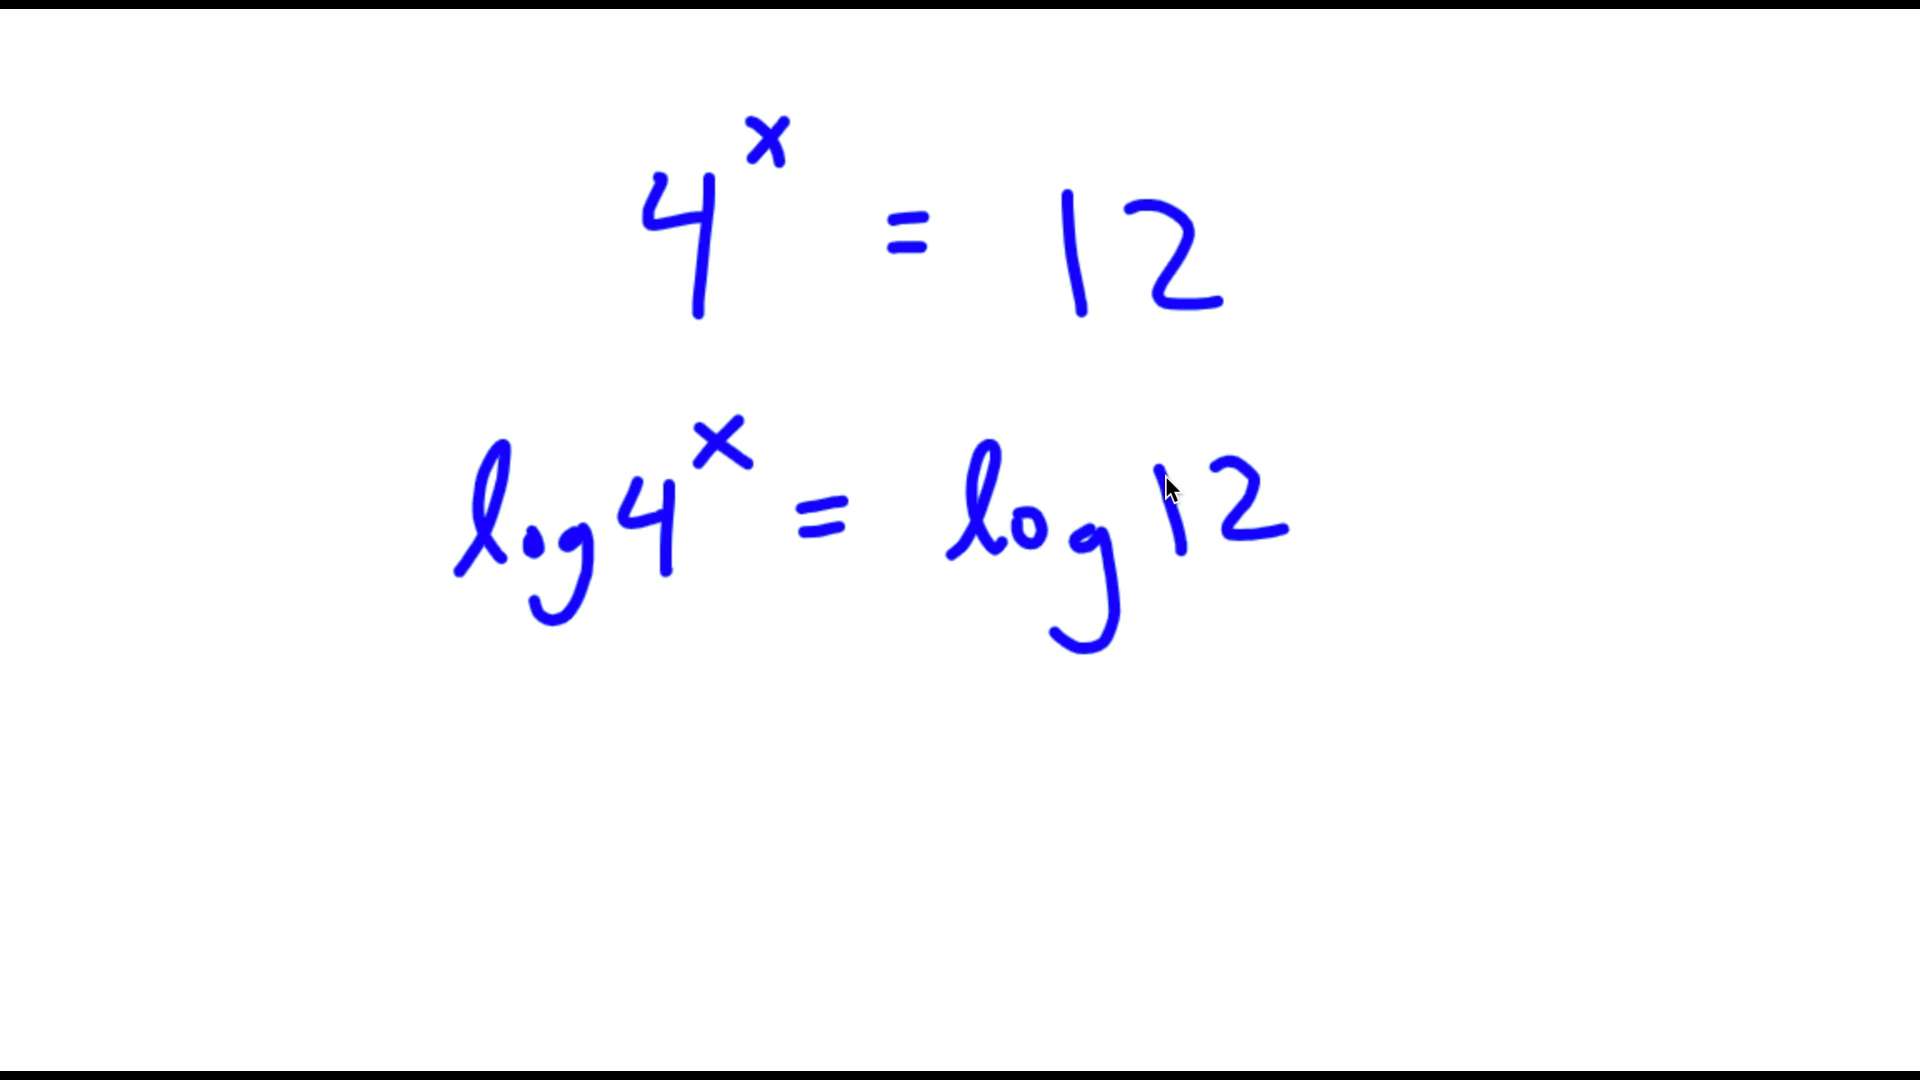 4^x = 12
log 4^x = log 12